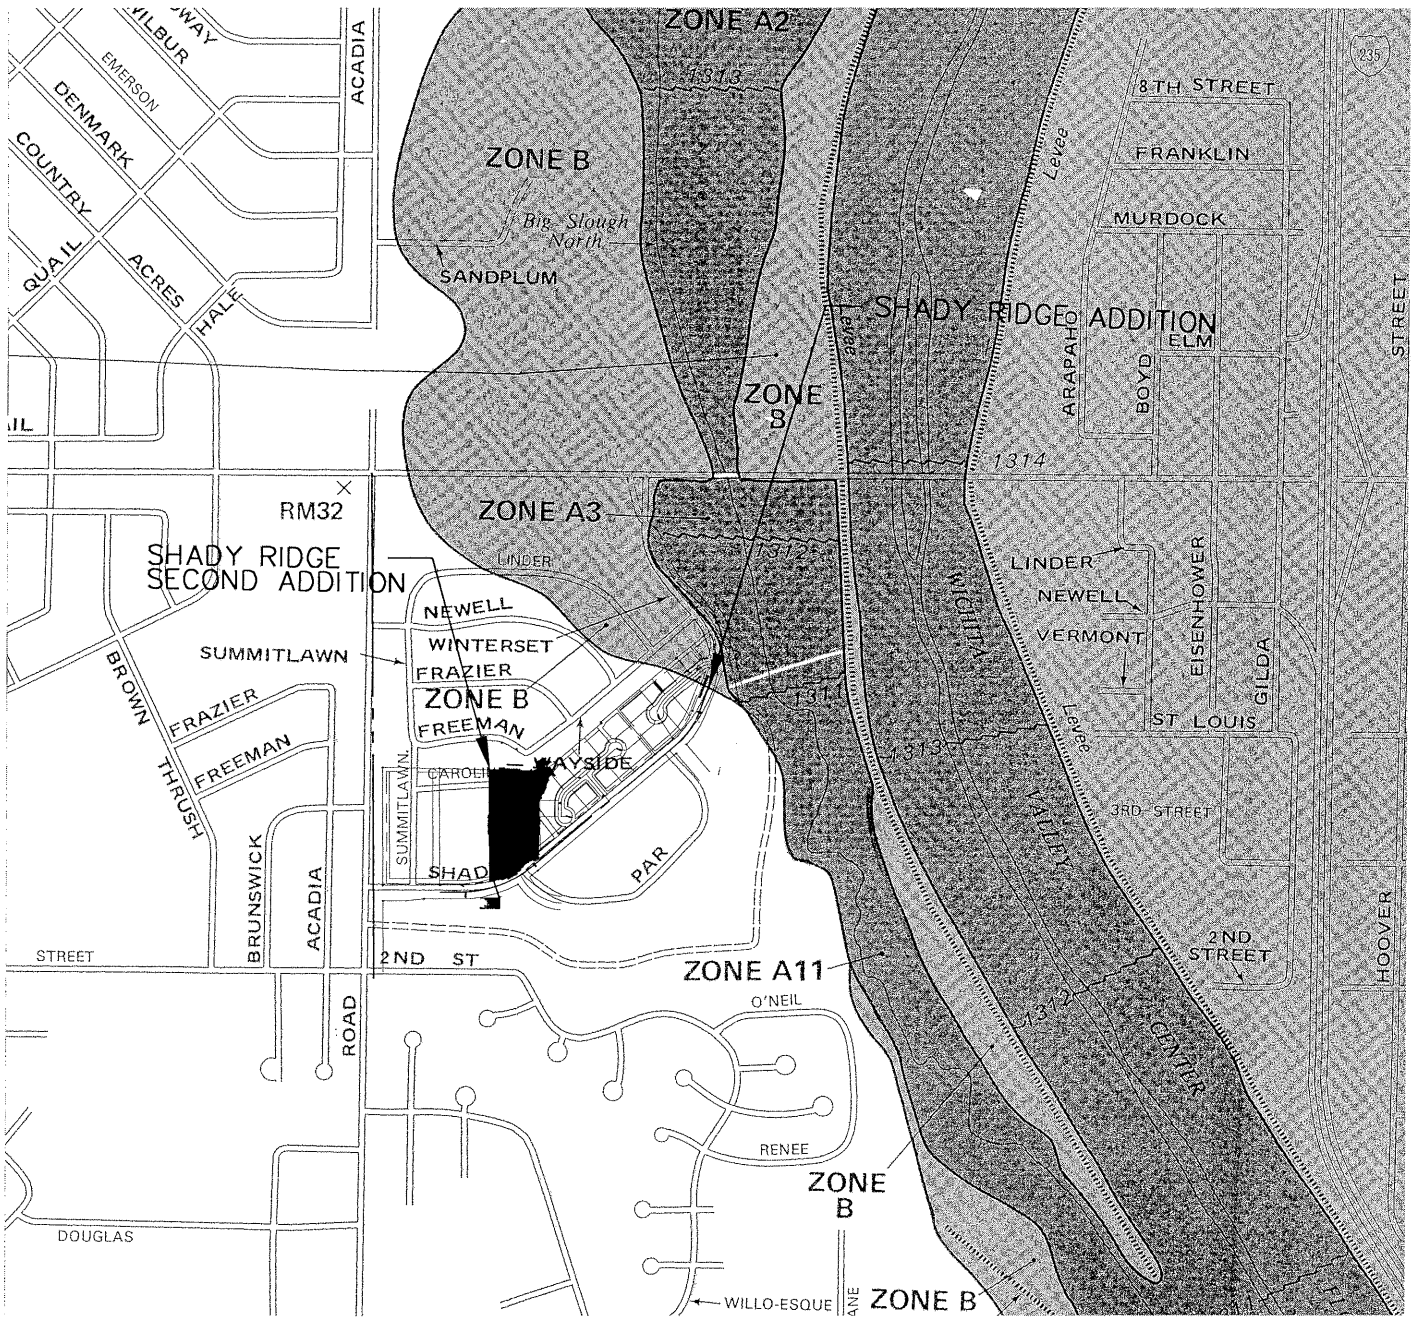 ZONE A2
WILBUR
ACADIA
EMERSON
DENMARK
COUNTRY
QUAIL
ACRES
HALE
1313
235
8TH STREET
FRANKLIN
MURDOCK
Levee
ZONE B
Big Slough
North
SANDPLUM
SHADY RIDGE ADDITION
Levee
ELM
ARAPAHO
BOYD
STREET
ZONE
B
1314
RM32
ZONE A3
1312
SHADY RIDGE
SECOND ADDITION
LINDER
NEWELL
WINTERSET
SUMMITLAWN
FRAZIER
ZONE B
FREEMAN
WAYSIDE
LINDER
NEWELL
VERMONT
EISENHOWER
GILDA
ST LOUIS
Levee
WICHITA
VALLEY
CENTER
1311
1313
BROWN
THRUSH
FRAZIER
FREEMAN
SUMMITLAWN
SHAD
PAR
3RD STREET
BRUNSWICK
ACADIA
2ND
STREET
HOOVER
STREET
2ND ST
ZONE A11
1312
ROAD
O'NEIL
RENEE
ZONE
B
DOUGLAS
WILLO-ESQUE
ANE
ZONE B